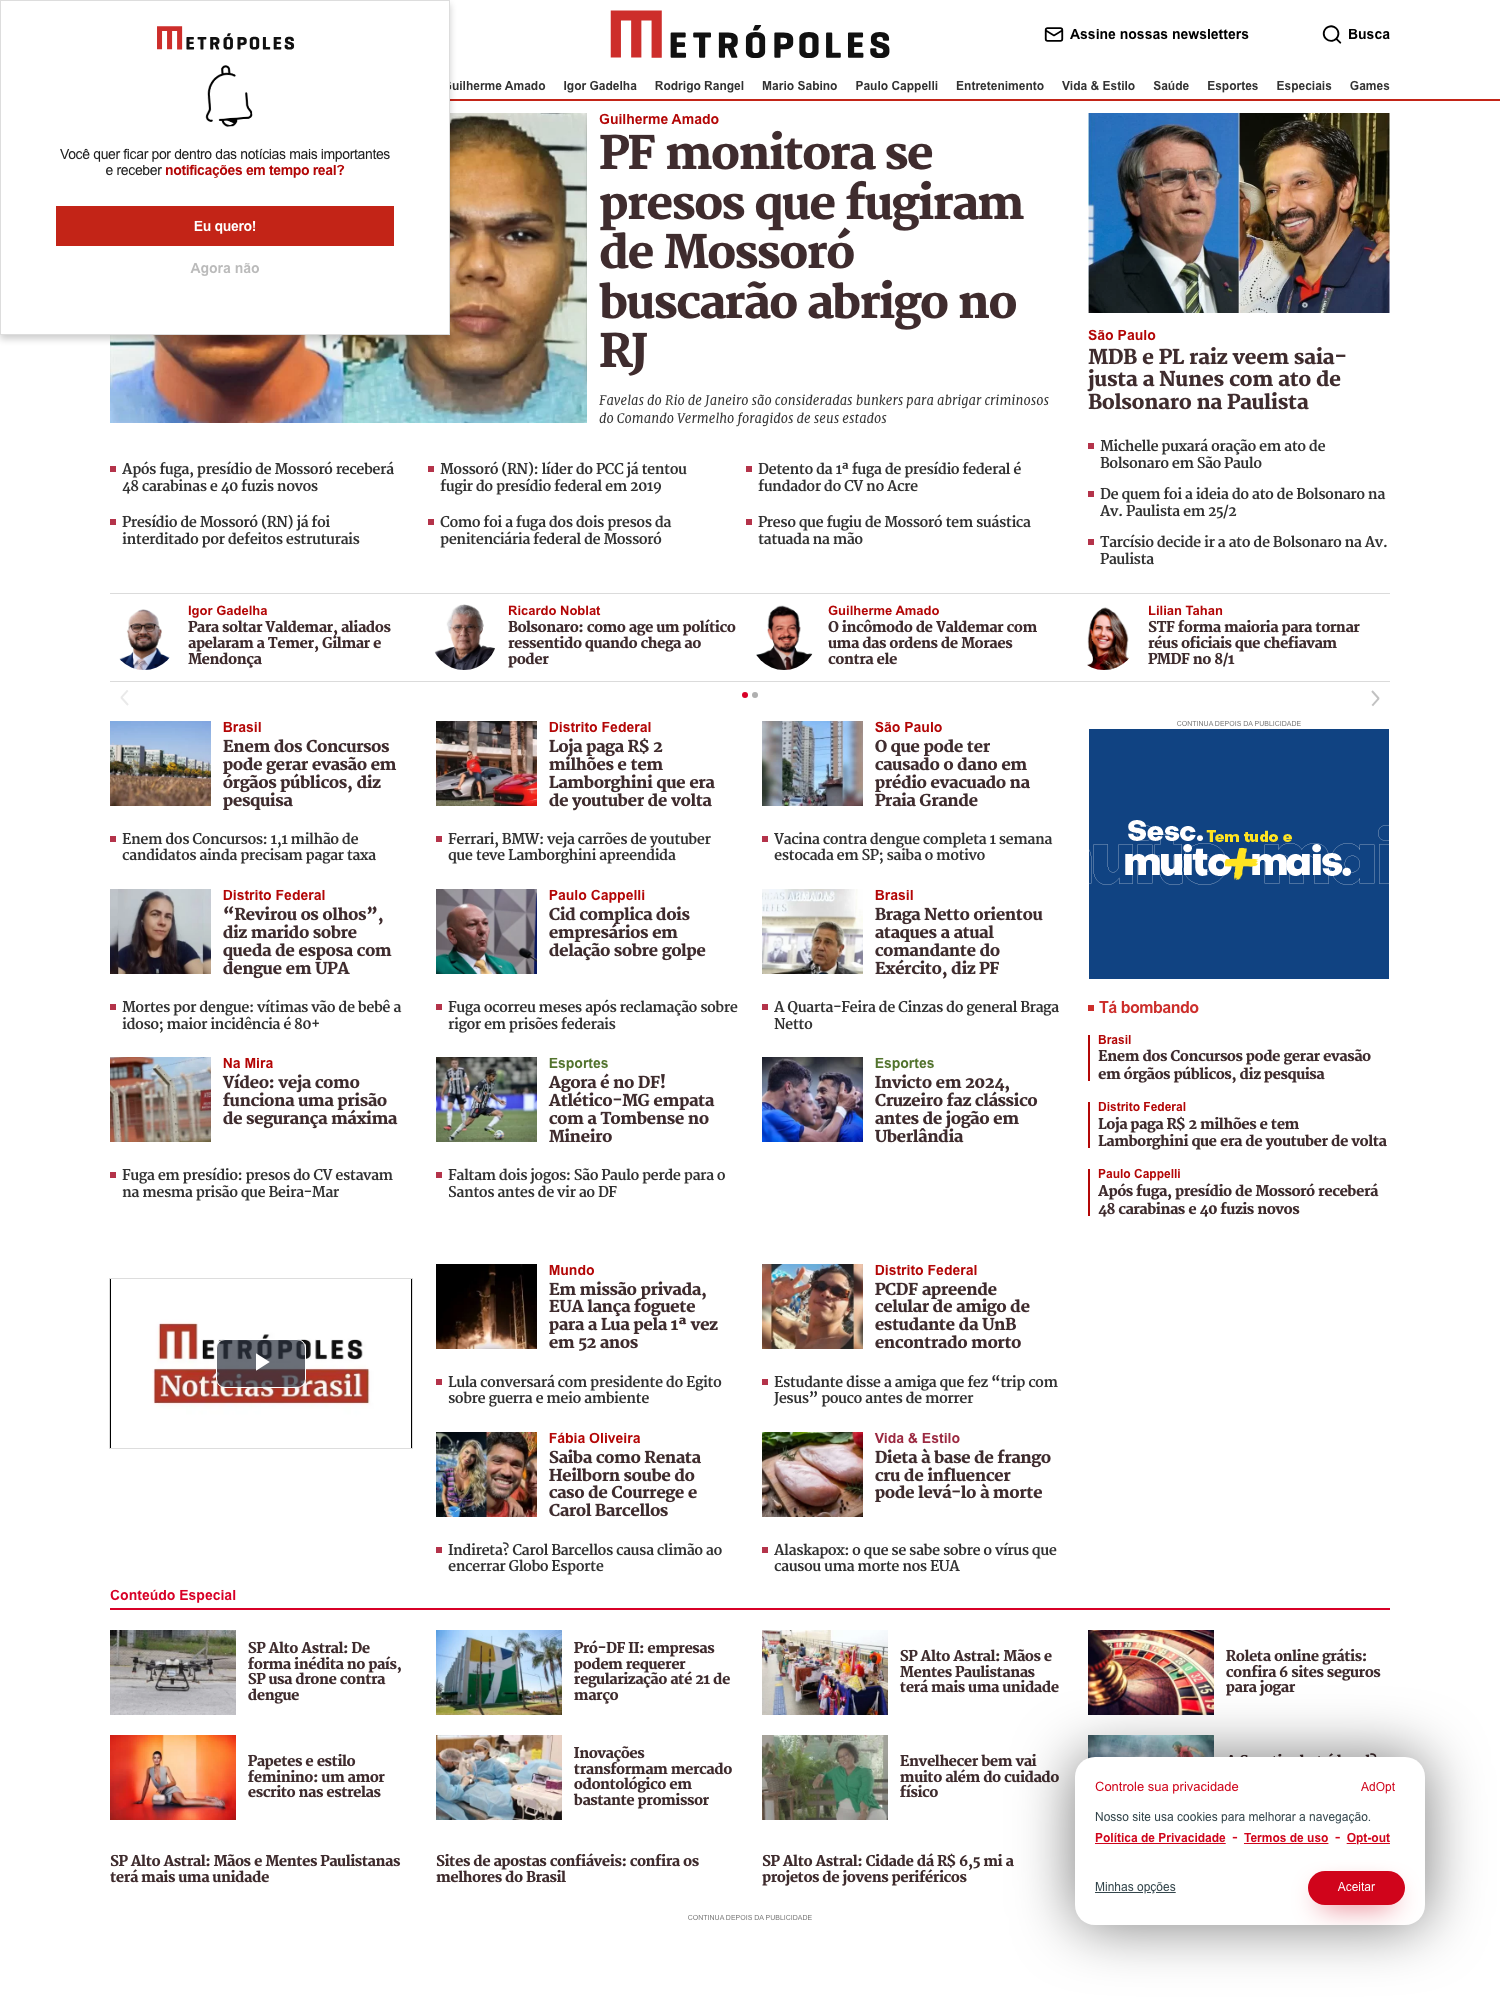 METRÓPOLES
Você quer ficar por dentro das notícias mais importantes
e receber notificações em tempo real?
Eu quero!
Agora não
METRÓPOLES
Assine nossas newsletters
Busca
Guilherme Amado Igor Gadelha Rodrigo Rangel Mario Sabino Paulo Cappelli Entretenimento Vida & Estilo Saúde Esportes Especiais Games
Guilherme Amado
PF monitora se
presos que fugiram
de Mossoró
buscarão abrigo no
RJ
Favelas do Rio de Janeiro são consideradas bunkers para abrigar criminosos
do Comando Vermelho foragidos de seus estados
São Paulo
MDB e PL raiz veem saia-
justa a Nunes com ato de
Bolsonaro na Paulista
Michelle puxará oração em ato de
Bolsonaro em São Paulo
De quem foi a ideia do ato de Bolsonaro na
Av. Paulista em 25/2
Tarcísio decide ir a ato de Bolsonaro na Av.
Paulista
Após fuga, presídio de Mossoró receberá
48 carabinas e 40 fuzis novos
Mossoró (RN): líder do PCC já tentou
fugir do presídio federal em 2019
Detento da 1ª fuga de presídio federal é
fundador do CV no Acre
Presídio de Mossoró (RN) já foi
interditado por defeitos estruturais
Como foi a fuga dos dois presos da
penitenciária federal de Mossoró
Preso que fugiu de Mossoró tem suástica
tatuada na mão
Igor Gadelha
Para soltar Valdemar, aliados
apelaram a Temer, Gilmar e
Mendonça
Ricardo Noblat
Bolsonaro: como age um político
ressentido quando chega ao
poder
Guilherme Amado
O incômodo de Valdemar com
uma das ordens de Moraes
contra ele
Lilian Tahan
STF forma maioria para tornar
réus oficiais que chefiavam
PMDF no 8/1
Brasil
Enem dos Concursos
pode gerar evasão em
órgãos públicos, diz
pesquisa
Enem dos Concursos: 1,1 milhão de
candidatos ainda precisam pagar taxa
Distrito Federal
Loja paga R$ 2
milhões e tem
Lamborghini que era
de youtuber de volta
Ferrari, BMW: veja carrões de youtuber
que teve Lamborghini apreendida
São Paulo
O que pode ter
causado o dano em
prédio evacuado na
Praia Grande
Vacina contra dengue completa 1 semana
estocada em SP; saiba o motivo
CONTINUA DEPOIS DA PUBLICIDADE
Sesc. Tem tudo e
muito+mais.
Distrito Federal
“Revirou os olhos”,
diz marido sobre
queda de esposa com
dengue em UPA
Mortes por dengue: vítimas vão de bebê a
idoso; maior incidência é 80+
Paulo Cappelli
Cid complica dois
empresários em
delação sobre golpe
Fuga ocorreu meses após reclamação sobre
rigor em prisões federais
Brasil
Braga Netto orientou
ataques a atual
comandante do
Exército, diz PF
A Quarta-Feira de Cinzas do general Braga
Netto
Tá bombando
Brasil
Enem dos Concursos pode gerar evasão
em órgãos públicos, diz pesquisa
Distrito Federal
Loja paga R$ 2 milhões e tem
Lamborghini que era de youtuber de volta
Paulo Cappelli
Após fuga, presídio de Mossoró receberá
48 carabinas e 40 fuzis novos
Na Mira
Vídeo: veja como
funciona uma prisão
de segurança máxima
Fuga em presídio: presos do CV estavam
na mesma prisão que Beira-Mar
Esportes
Agora é no DF!
Atlético-MG empata
com a Tombense no
Mineiro
Faltam dois jogos: São Paulo perde para o
Santos antes de vir ao DF
Esportes
Invicto em 2024,
Cruzeiro faz clássico
antes de jogão em
Uberlândia
METRÓPOLES
Notícias Brasil
Mundo
Em missão privada,
EUA lança foguete
para a Lua pela 1ª vez
em 52 anos
Lula conversará com presidente do Egito
sobre guerra e meio ambiente
Distrito Federal
PCDF apreende
celular de amigo de
estudante da UnB
encontrado morto
Estudante disse a amiga que fez “trip com
Jesus” pouco antes de morrer
Fábia Oliveira
Saiba como Renata
Heilborn soube do
caso de Courrege e
Carol Barcellos
Indireta? Carol Barcellos causa climão ao
encerrar Globo Esporte
Vida & Estilo
Dieta à base de frango
cru de influencer
pode levá-lo à morte
Alaskapox: o que se sabe sobre o vírus que
causou uma morte nos EUA
Conteúdo Especial
SP Alto Astral: De
forma inédita no país,
SP usa drone contra
dengue
Pró-DF II: empresas
podem requerer
regularização até 21 de
março
SP Alto Astral: Mãos e
Mentes Paulistanas
terá mais uma unidade
Roleta online grátis:
confira 6 sites seguros
para jogar
Papetes e estilo
feminino: um amor
escrito nas estrelas
Inovações
transformam mercado
odontológico em
bastante promissor
Envelhecer bem vai
muito além do cuidado
físico
SP Alto Astral: Mãos e Mentes Paulistanas
terá mais uma unidade
Sites de apostas confiáveis: confira os
melhores do Brasil
SP Alto Astral: Cidade dá R$ 6,5 mi a
projetos de jovens periféricos
Controle sua privacidade
AdOpt
Nosso site usa cookies para melhorar a navegação.
Política de Privacidade - Termos de uso - Opt-out
Minhas opções
Aceitar
CONTINUA DEPOIS DA PUBLICIDADE